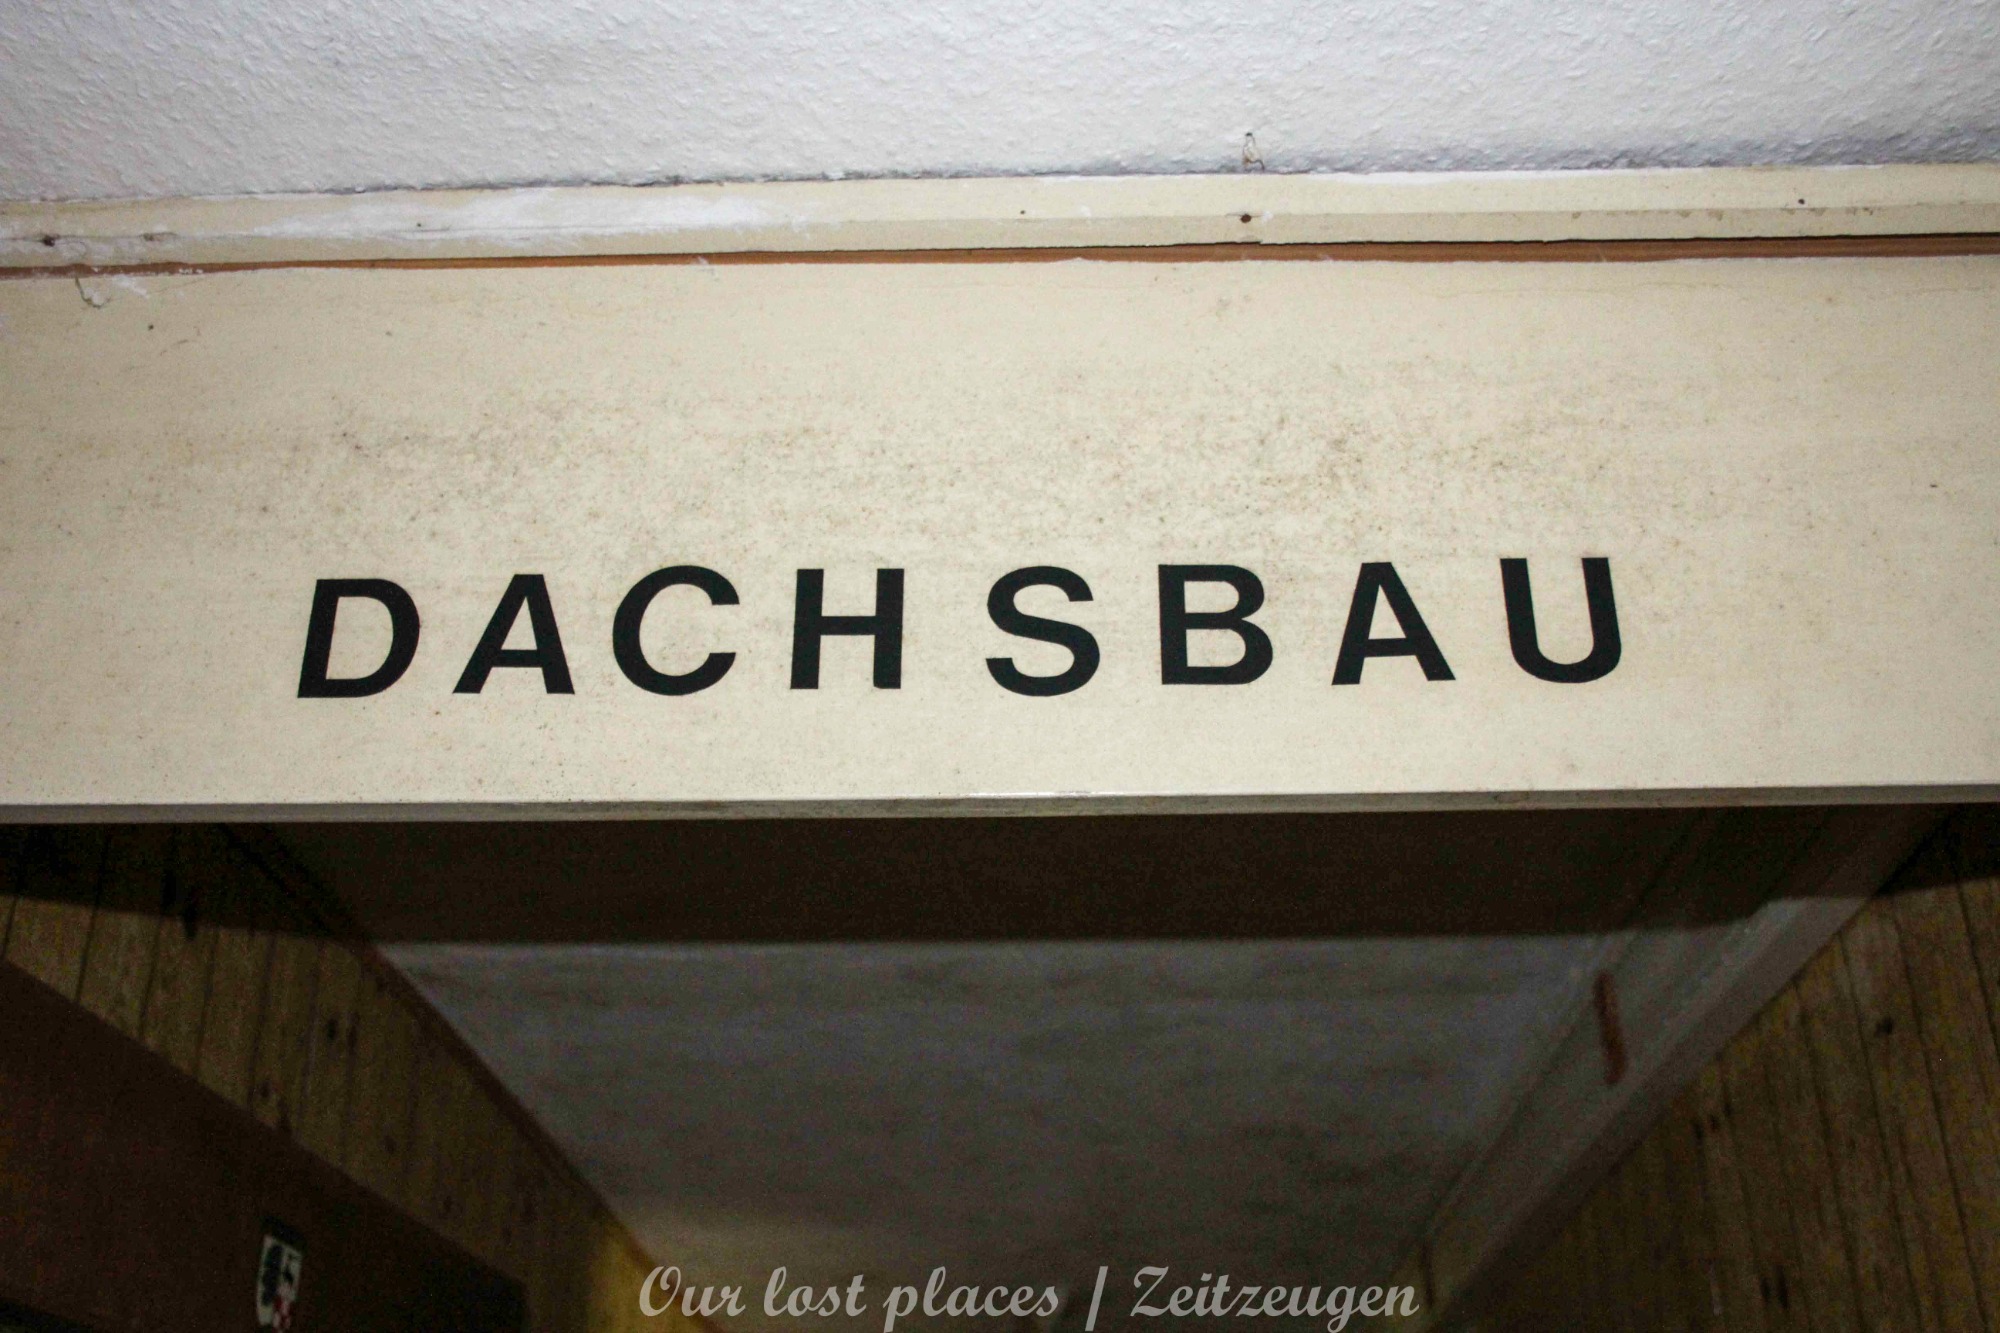 DACHSBAU
Our lost places | Zeitzeugen